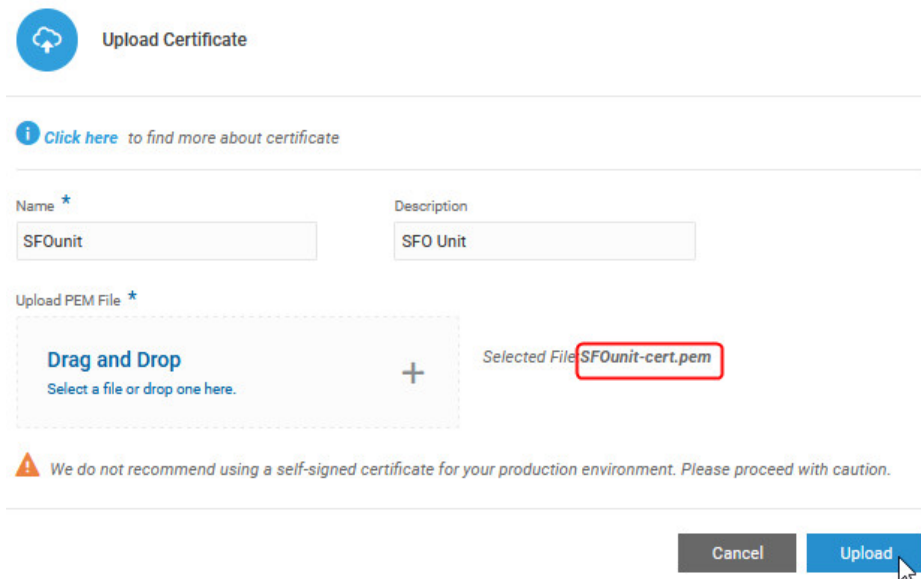 Upload Certificate
Click here to find more about certificate
Name *
Description
SFOunit
SFO Unit
Upload PEM File *
Drag and Drop
Select a file or drop one here.
+
Selected File SFOunit-cert.pem
We do not recommend using a self-signed certificate for your production environment. Please proceed with caution.
Cancel
Upload